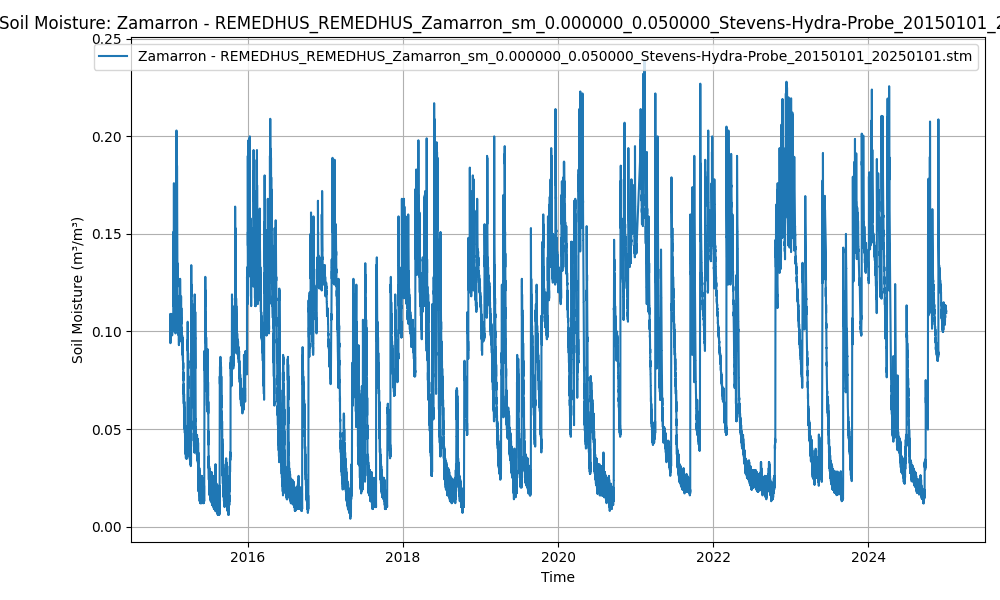 Soil Moisture: Zamarron - REMEDHUS_REMEDHUS_Zamarron_sm_0.000000_0.050000_Stevens-Hydra-Probe_20150101_2
Zamarron - REMEDHUS_REMEDHUS_Zamarron_sm_0.000000_0.050000_Stevens-Hydra-Probe_20150101_20250101.stm
0.25
0.20
0.15
0.10
0.05
0.00
Soil Moisture (m³/m³)
2016 2018 2020 2022 2024
Time